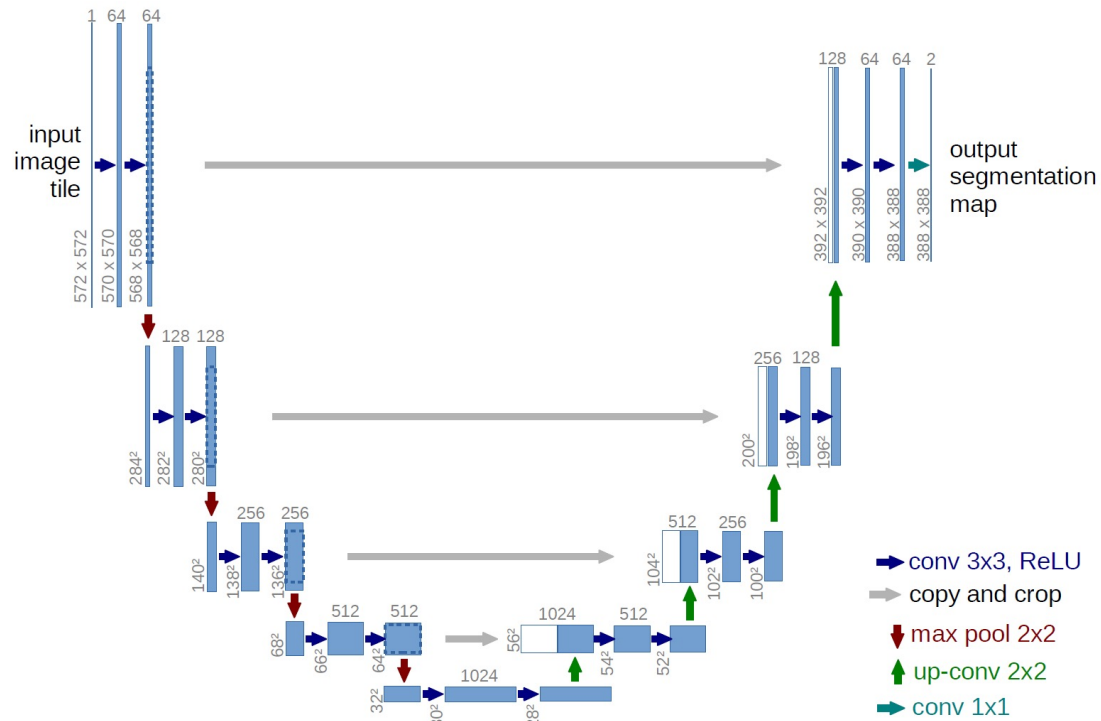 1 64 64
128 64 64 2
input
image
tile
output
segmentation
map
572 x 572
570 x 570
568 x 568
392 x 392
390 x 390
388 x 388
388 x 388
128 128
256 128
284²
282²
280²
200²
198²
196²
256 256
512 256
140²
138²
136²
104²
102²
100²
conv 3x3, ReLU
copy and crop
max pool 2x2
up-conv 2x2
conv 1x1
512 512
1024 512
68²
66²
64²
56²
54²
52²
1024
32²